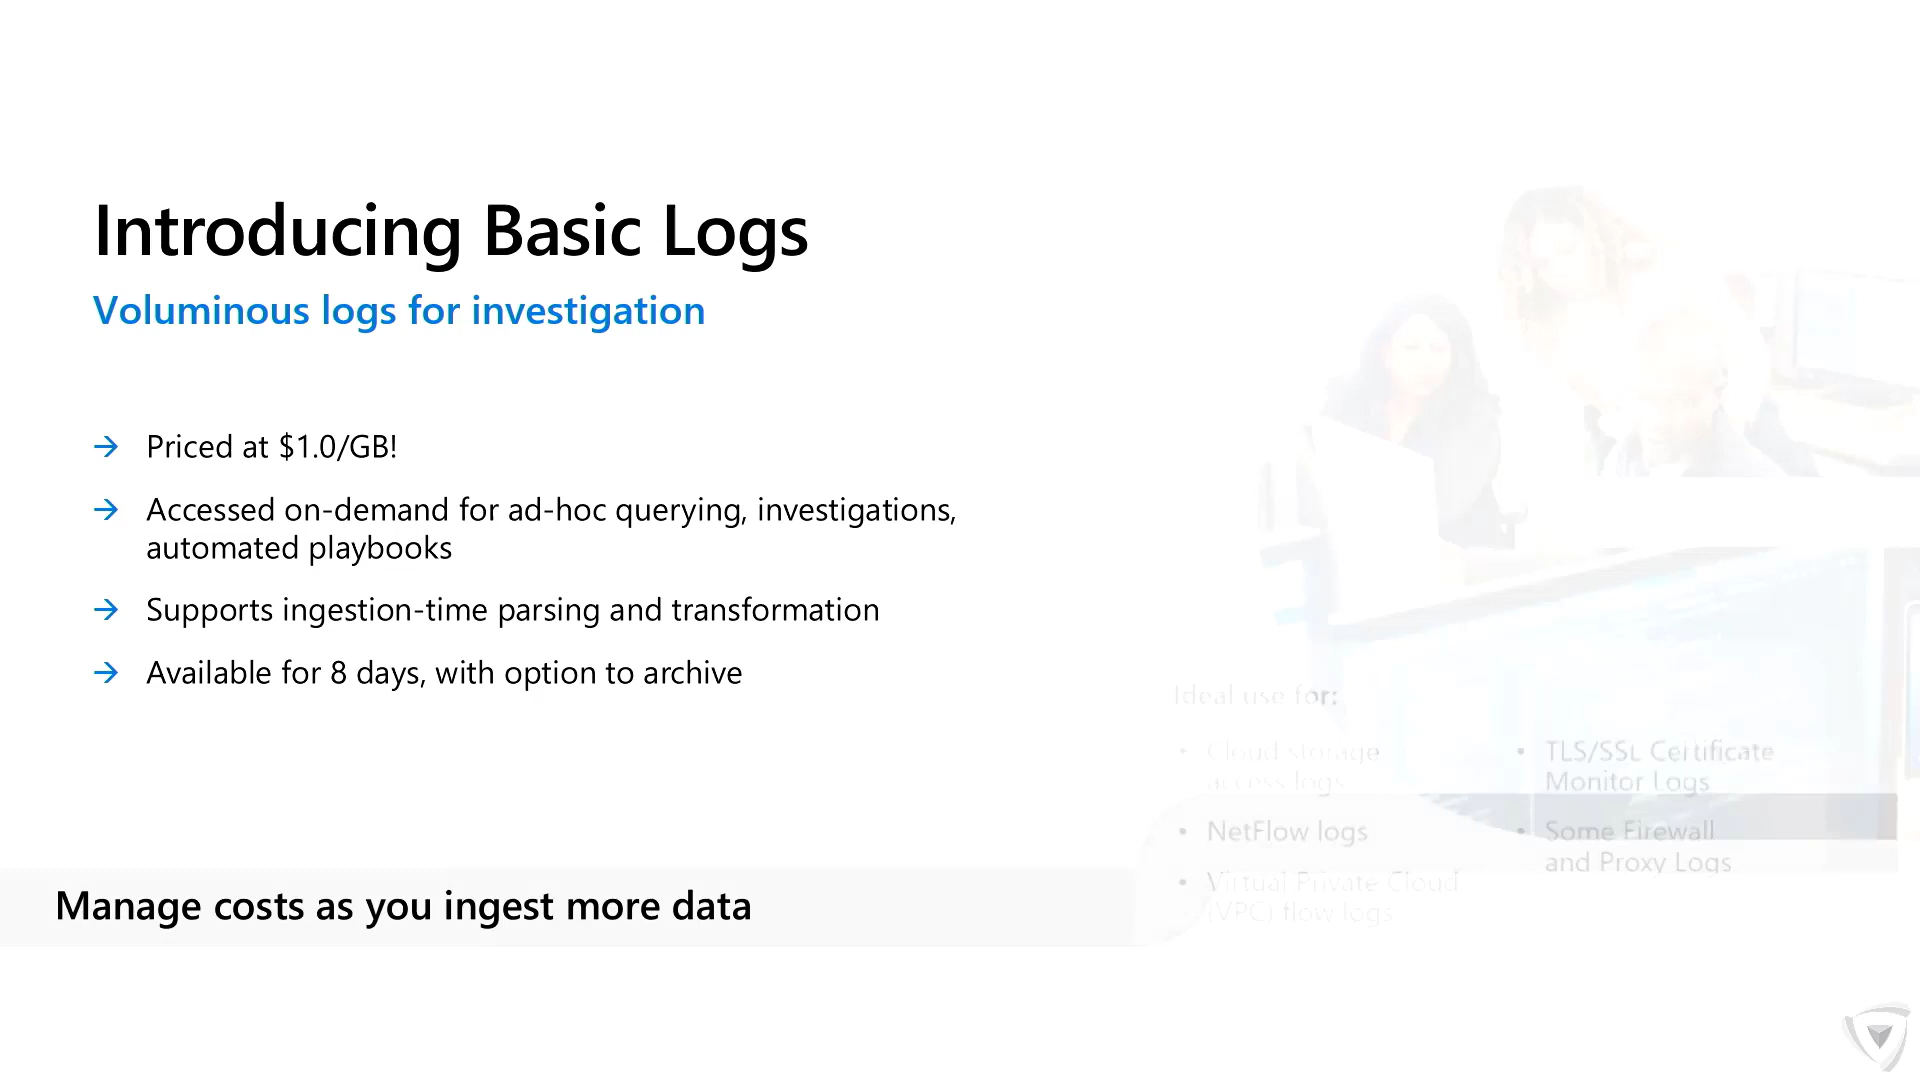 Introducing Basic Logs
Voluminous logs for investigation
→ Priced at $1.0/GB!
→ Accessed on-demand for ad-hoc querying, investigations,
automated playbooks
→ Supports ingestion-time parsing and transformation
→ Available for 8 days, with option to archive
Manage costs as you ingest more data
Ideal use for:
• Cloud storage
access logs
• NetFlow logs
• Virtual Private Cloud
(VPC) flow logs
• TLS/SSL Certificate
Monitor Logs
• Some Firewall
and Proxy Logs